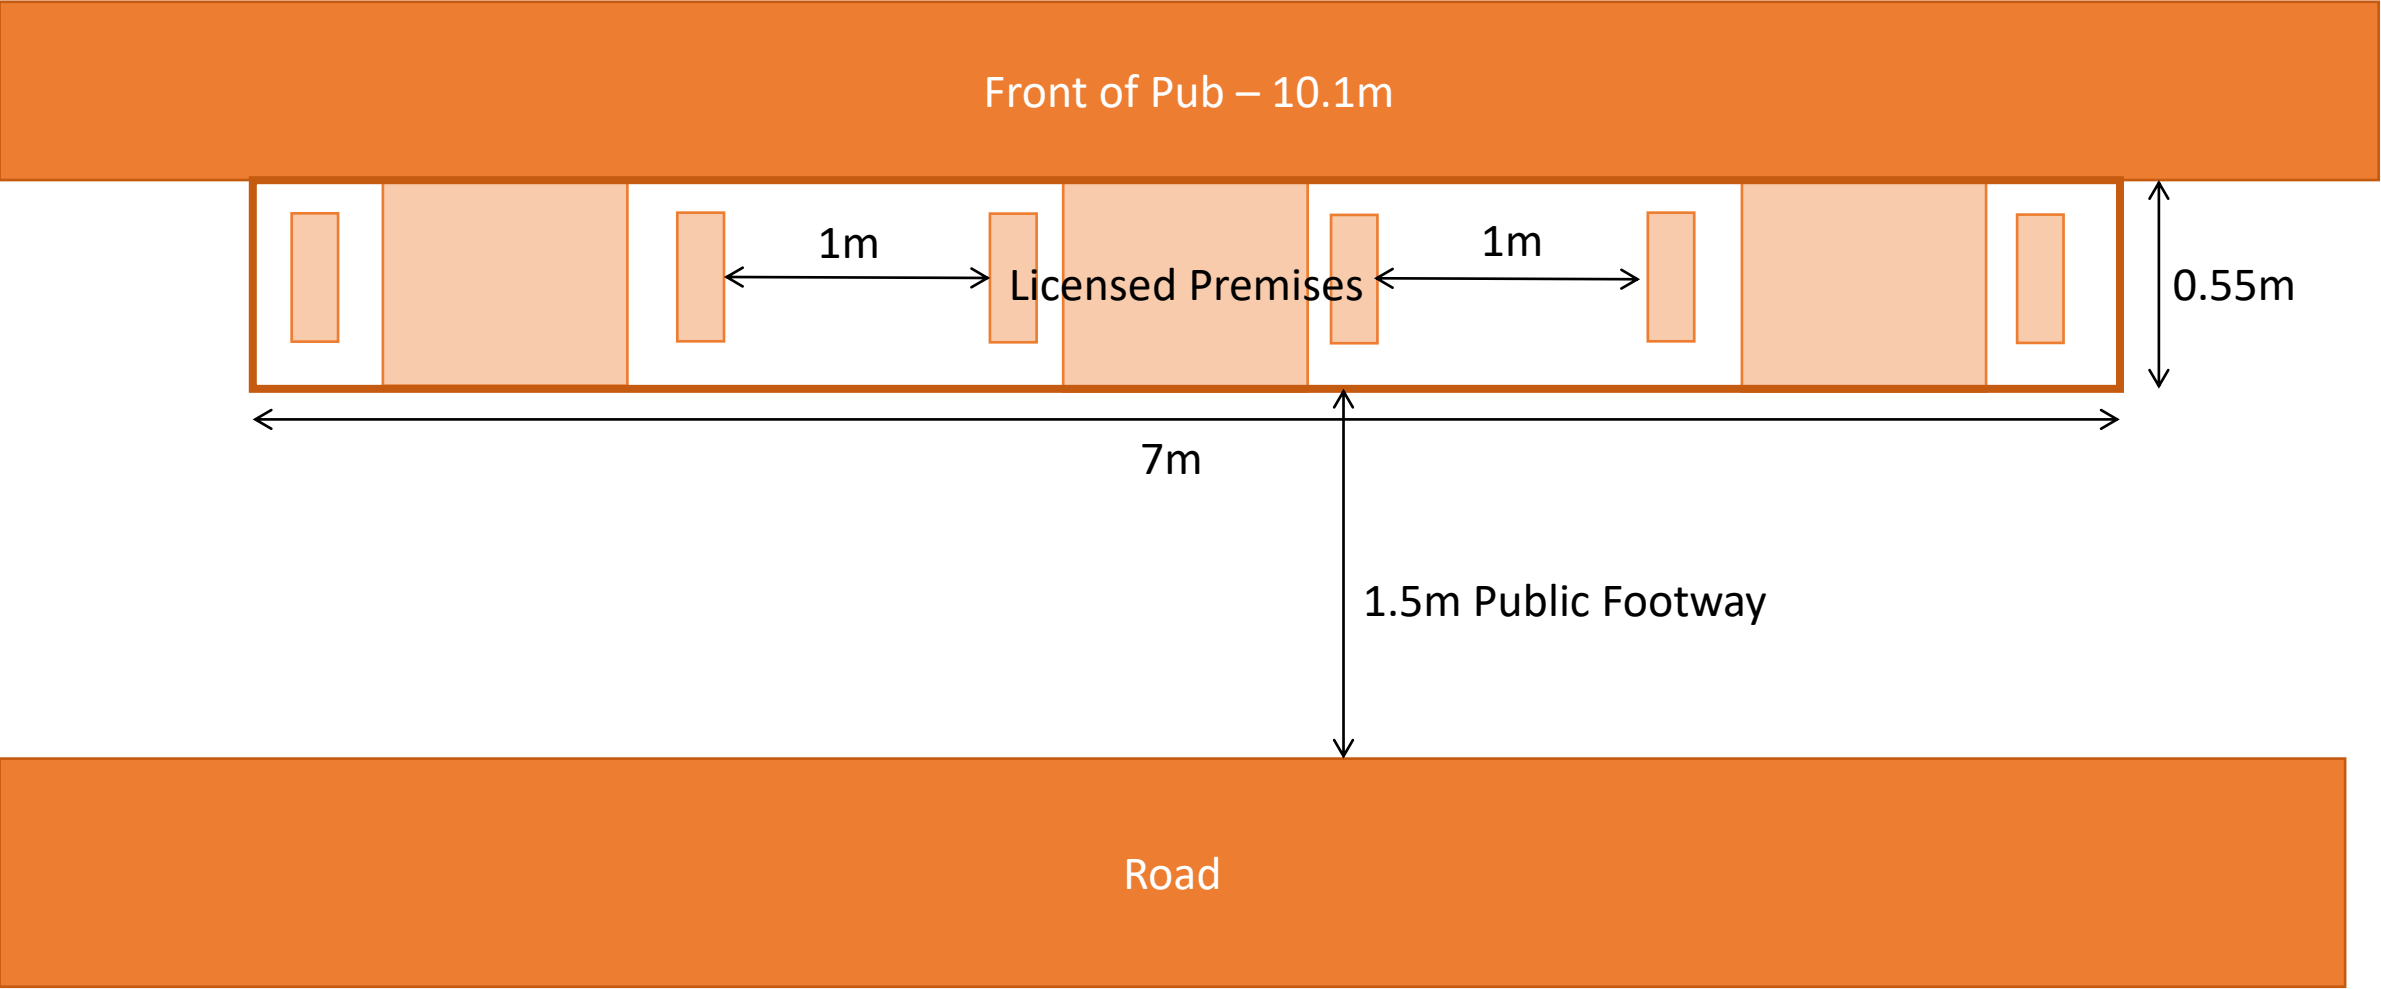 Front of Pub – 10.1m
1m
1m
Licensed Premises
0.55m
7m
1.5m Public Footway
Road